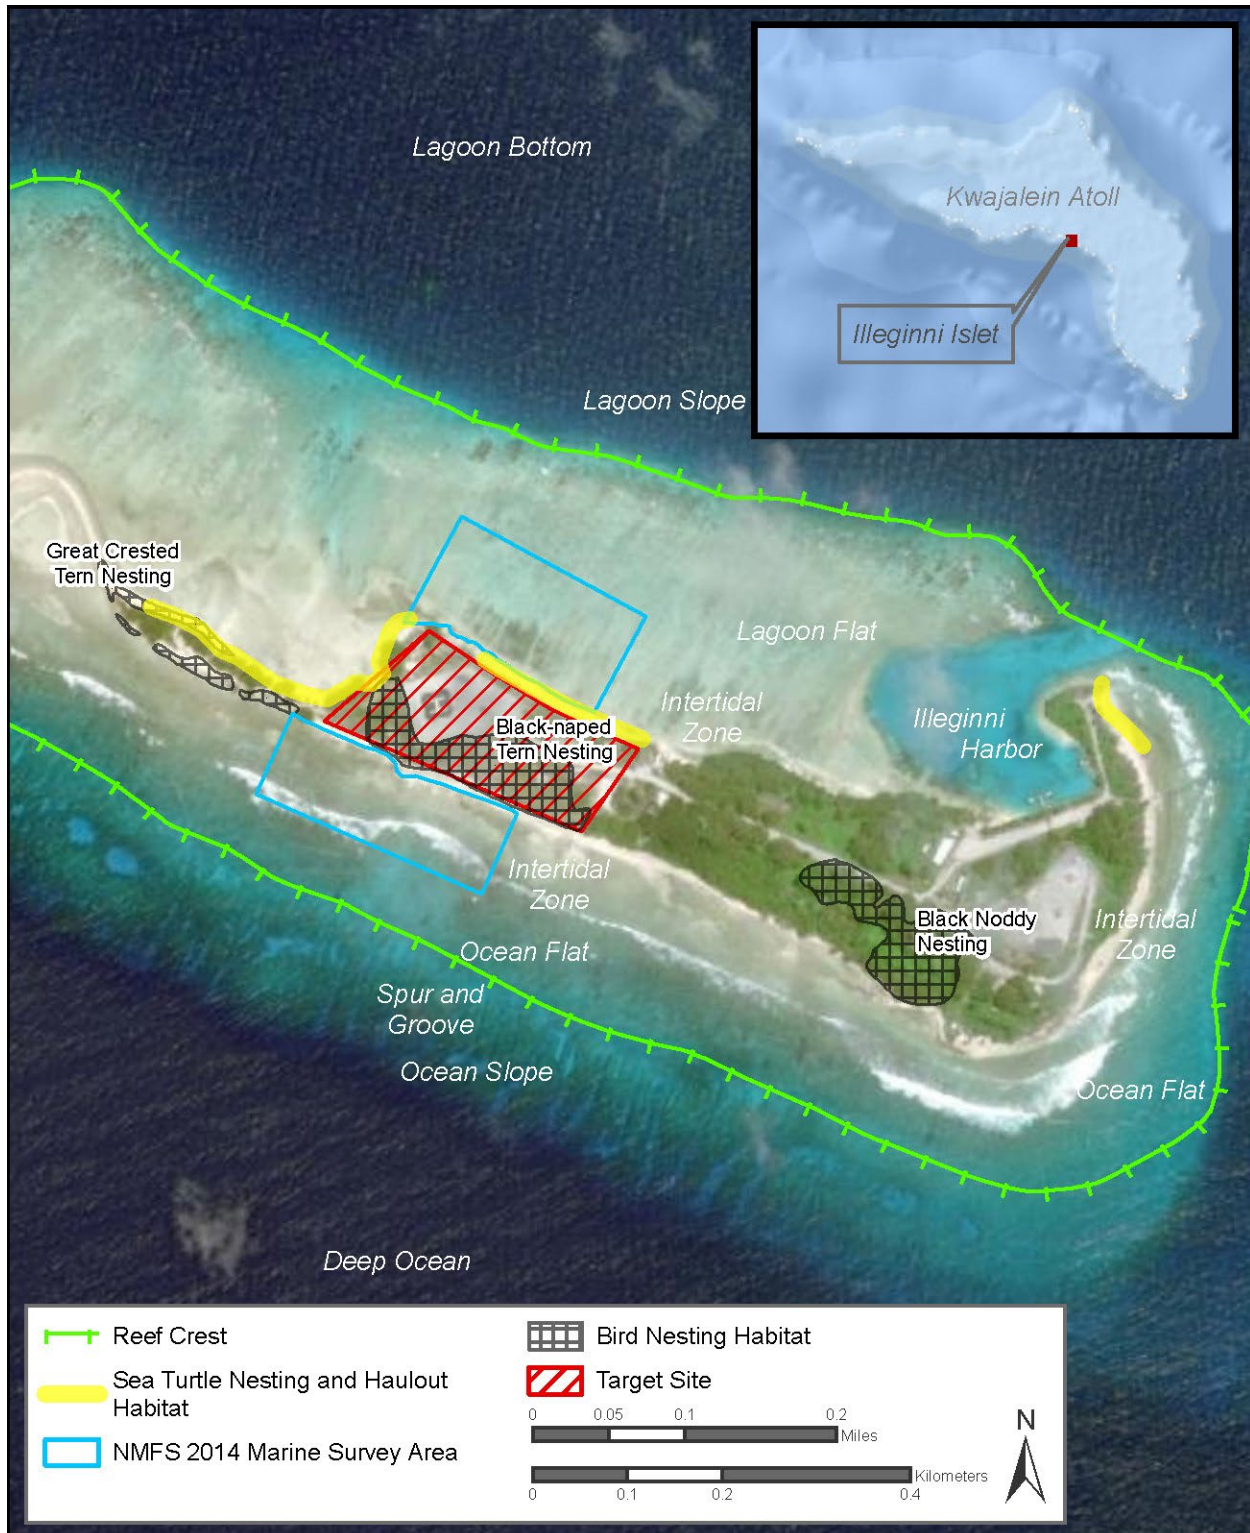 Lagoon Bottom
Kwajalein Atoll
Illeginni Islet
Lagoon Slope
Great Crested
Tern Nesting
Lagoon Flat
Intertidal
Zone
Illeginni
Harbor
Black-naped
Tern Nesting
Intertidal
Zone
Black Noddy
Nesting
Intertidal
Zone
Ocean Flat
Spur and
Groove
Ocean Slope
Ocean Flat
Deep Ocean
Reef Crest
Sea Turtle Nesting and Haulout
Habitat
NMFS 2014 Marine Survey Area
Bird Nesting Habitat
Target Site
0 0.05 0.1 0.2
Miles
Kilometers
0 0.1 0.2 0.4
N